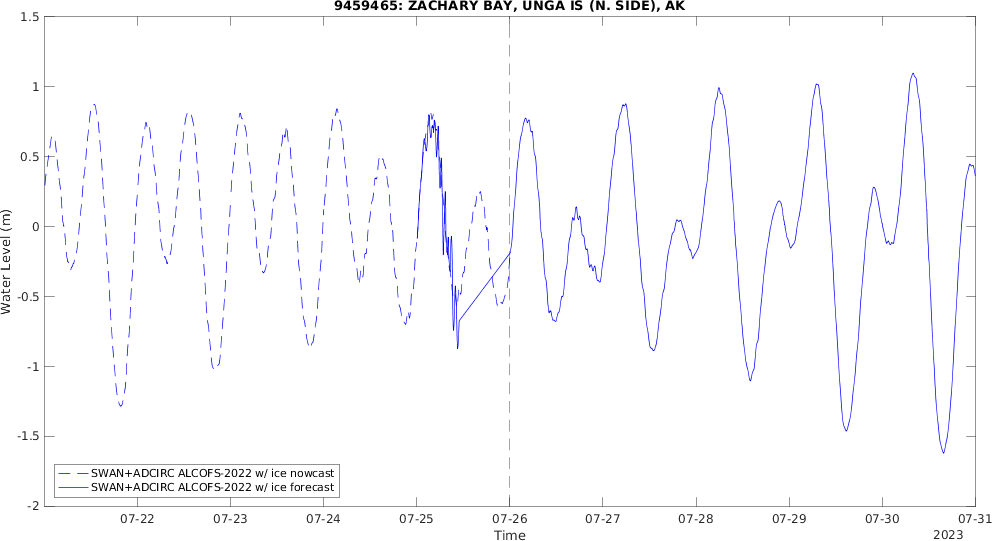 9459465: ZACHARY BAY, UNGA IS (N. SIDE), AK
Water Level (m)
1.5
1
0.5
0
-0.5
-1
-1.5
-2
SWAN+ADCIRC ALCOFS-2022 w/ ice nowcast
SWAN+ADCIRC ALCOFS-2022 w/ ice forecast
07-22 07-23 07-24 07-25 07-26 07-27 07-28 07-29 07-30 07-31
Time
2023